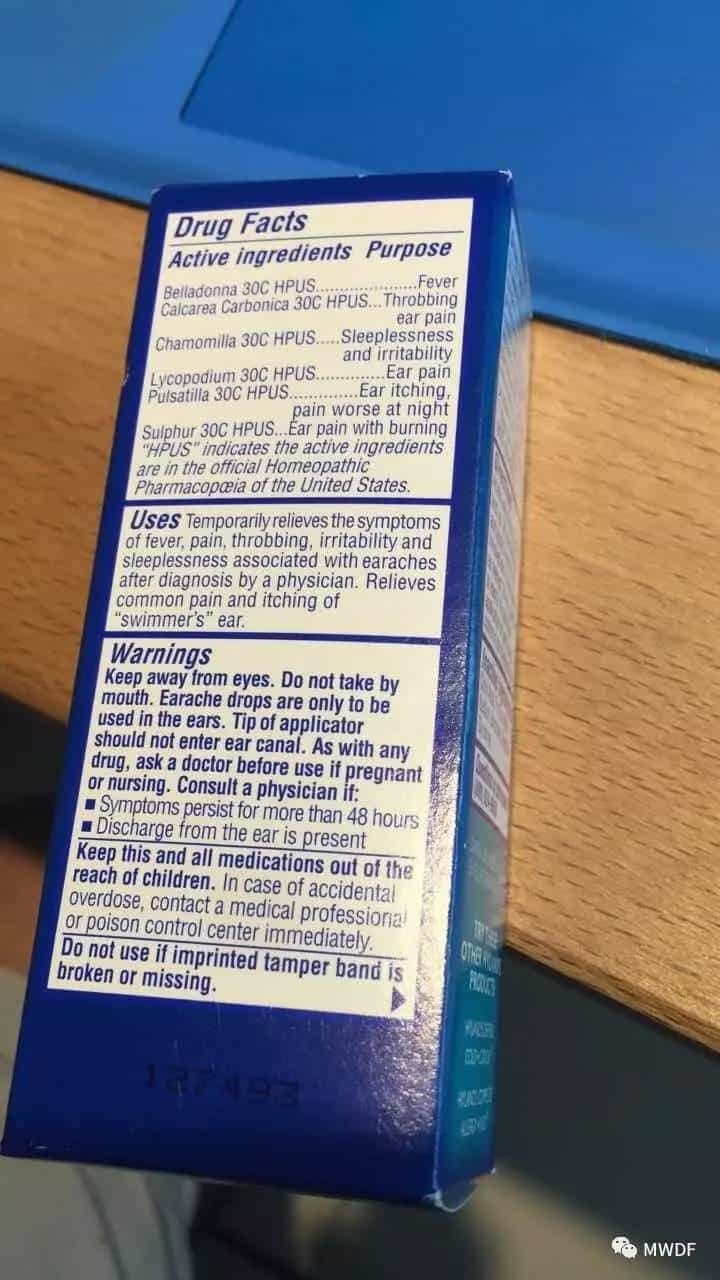 Drug Facts
Active ingredients Purpose
Belladonna 30C HPUS.....................Fever
Calcarea Carbonica 30C HPUS...Throbbing
ear pain
Chamomilla 30C HPUS.....Sleeplessness
and irritability
Lycopodium 30C HPUS..............Ear pain
Pulsatilla 30C HPUS..............Ear itching,
pain worse at night
Sulphur 30C HPUS...Ear pain with burning
“HPUS” indicates the active ingredients
are in the official Homeopathic
Pharmacopœia of the United States.
Uses Temporarily relieves the symptoms
of fever, pain, throbbing, irritability and
sleeplessness associated with earaches
after diagnosis by a physician. Relieves
common pain and itching of
“swimmer’s” ear.
Warnings
Keep away from eyes. Do not take by
mouth. Earache drops are only to be
used in the ears. Tip of applicator
should not enter ear canal. As with any
drug, ask a doctor before use if pregnant
or nursing. Consult a physician if:
■ Symptoms persist for more than 48 hours
■ Discharge from the ear is present
Keep this and all medications out of the
reach of children. In case of accidental
overdose, contact a medical professional
or poison control center immediately.
Do not use if imprinted tamper band is
broken or missing.
127493
TRY
OTHER
PRODUCTS
MWDF